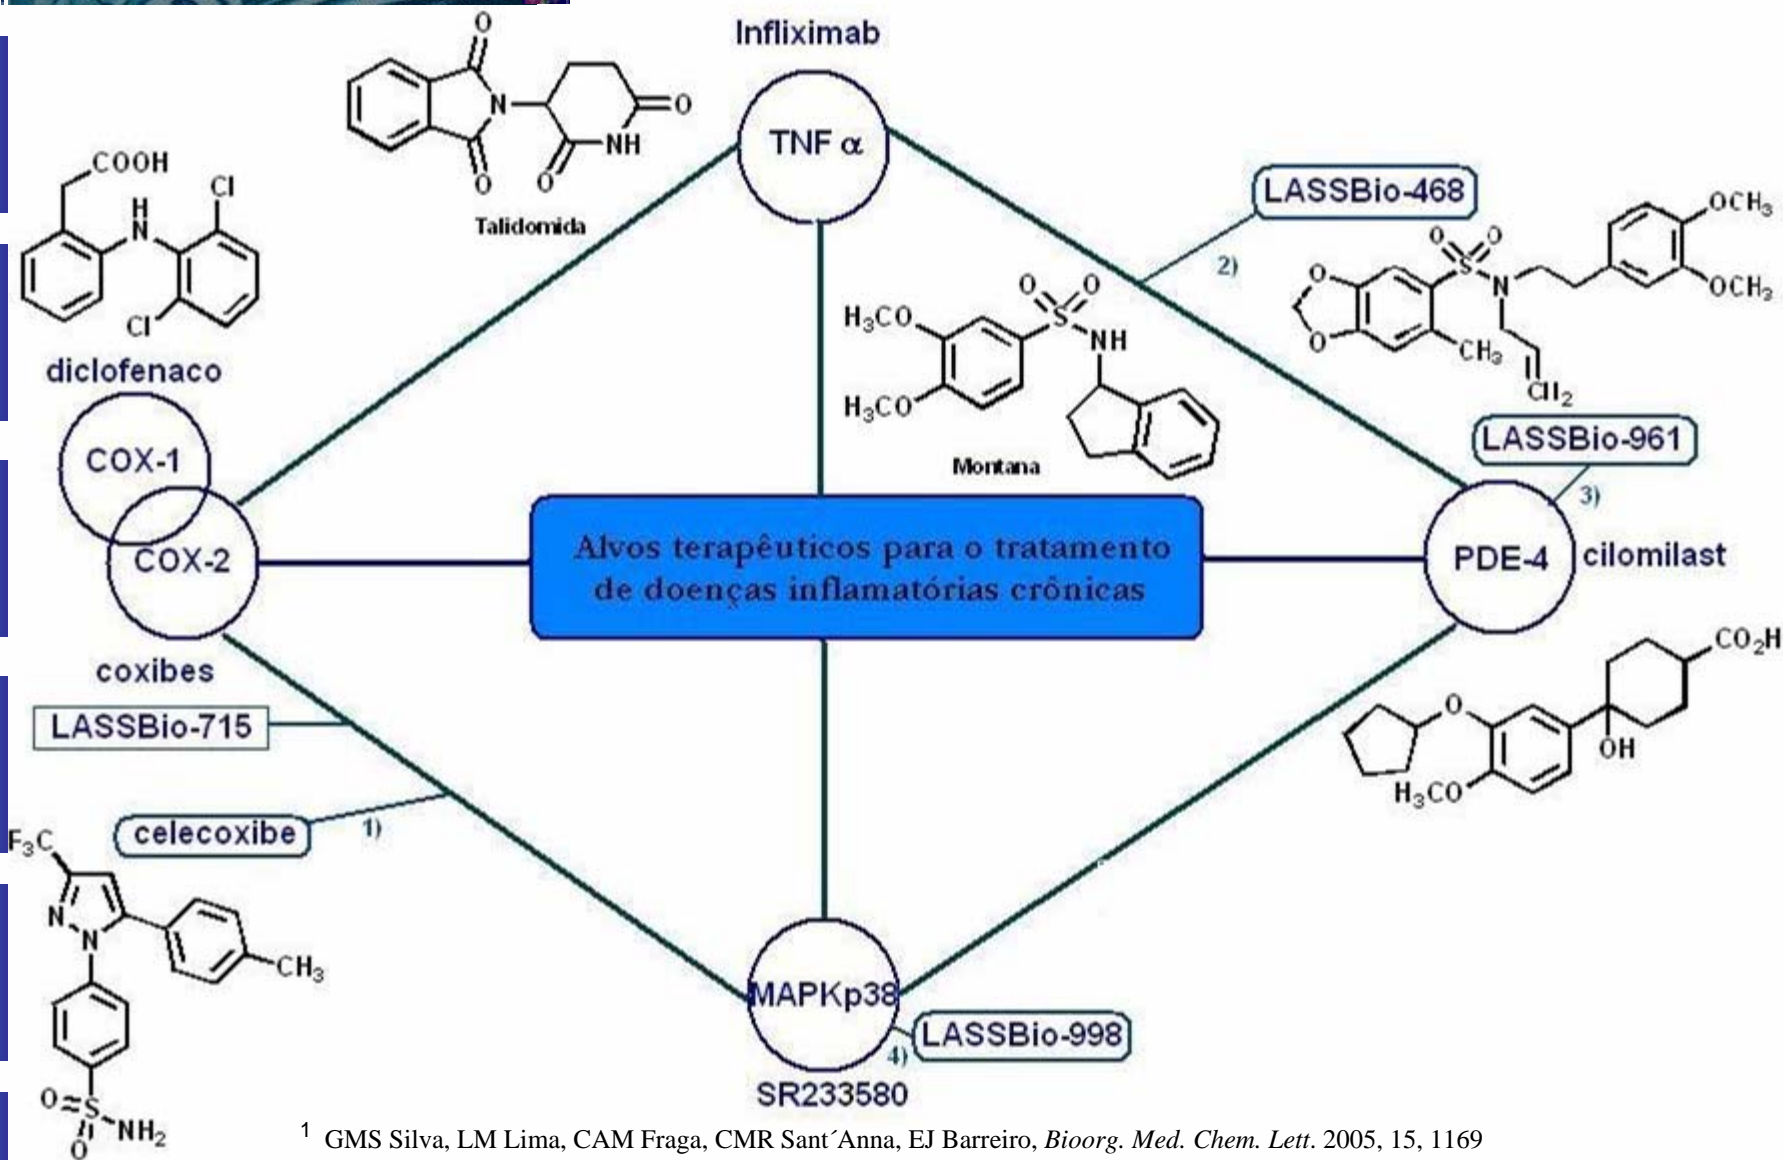 Infliximab
TNF α
Talidomida
O
O
N
O
O
NH
O
COOH
H
N
Cl
Cl
diclofenaco
COX-1
COX-2
coxibes
LASSBio-715
celecoxibe
1)
F₃C
N
N
CH₃
O
S
NH₂
O
H₃CO
H₃CO
O
O
S
NH
Montana
LASSBio-468
2)
O
O
S
N
O
O
CH₃
CH₂
OCH₃
OCH₃
LASSBio-961
3)
PDE-4
cilomilast
CO₂H
O
OH
H₃CO
Alvos terapêuticos para o tratamento
de doenças inflamatórias crônicas
MAPKp38
4)
LASSBio-998
SR233580
¹ GMS Silva, LM Lima, CAM Fraga, CMR Sant´Anna, EJ Barreiro, Bioorg. Med. Chem. Lett. 2005, 15, 1169